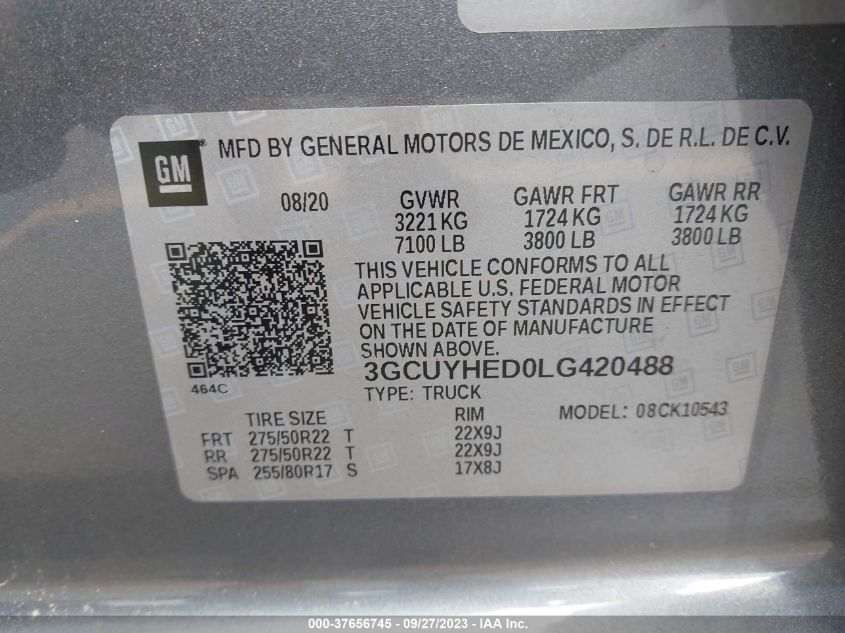 GM
MFD BY GENERAL MOTORS DE MEXICO, S. DE R.L. DE C.V.
08/20
GVWR GAWR FRT GAWR RR
3221 KG 1724 KG 1724 KG
7100 LB 3800 LB 3800 LB
THIS VEHICLE CONFORMS TO ALL
APPLICABLE U.S. FEDERAL MOTOR
VEHICLE SAFETY STANDARDS IN EFFECT
ON THE DATE OF MANUFACTURE
SHOWN ABOVE.
464C
3GCUYHED0LG420488
TYPE: TRUCK
MODEL: 08CK10543
TIRE SIZE RIM
FRT 275/50R22 T 22X9J
RR 275/50R22 T 22X9J
SPA 255/80R17 S 17X8J
000-37656745 - 09/27/2023 - IAA Inc.